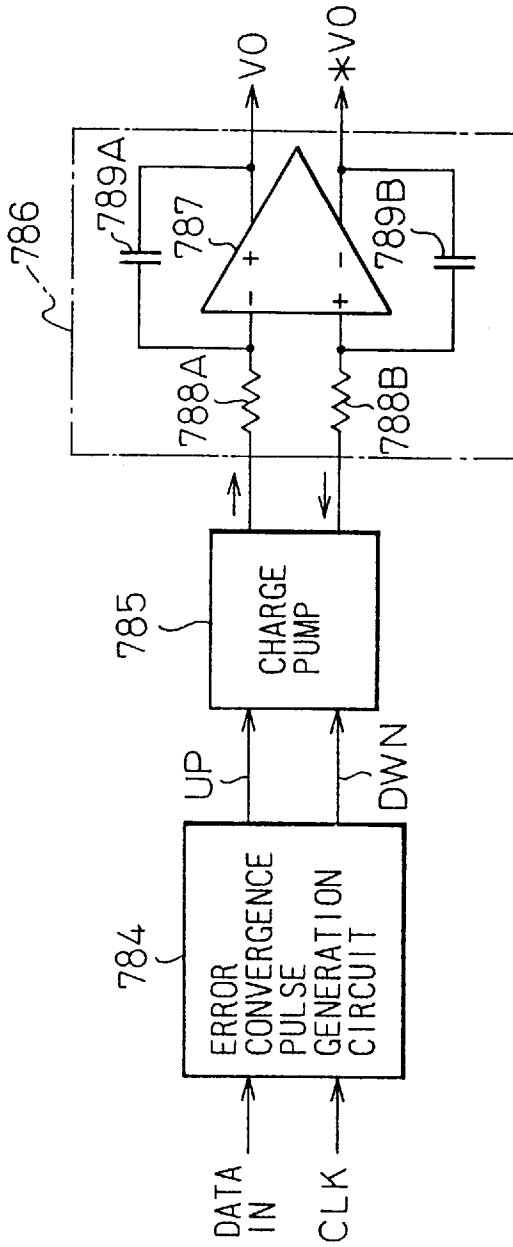 DATA
IN
CLK
784
ERROR
CONVERGENCE
PULSE
GENERATION
CIRCUIT
UP
DWN
785
CHARGE
PUMP
786
788A
788B
789A
787
- +
+ -
789B
VO
*VO